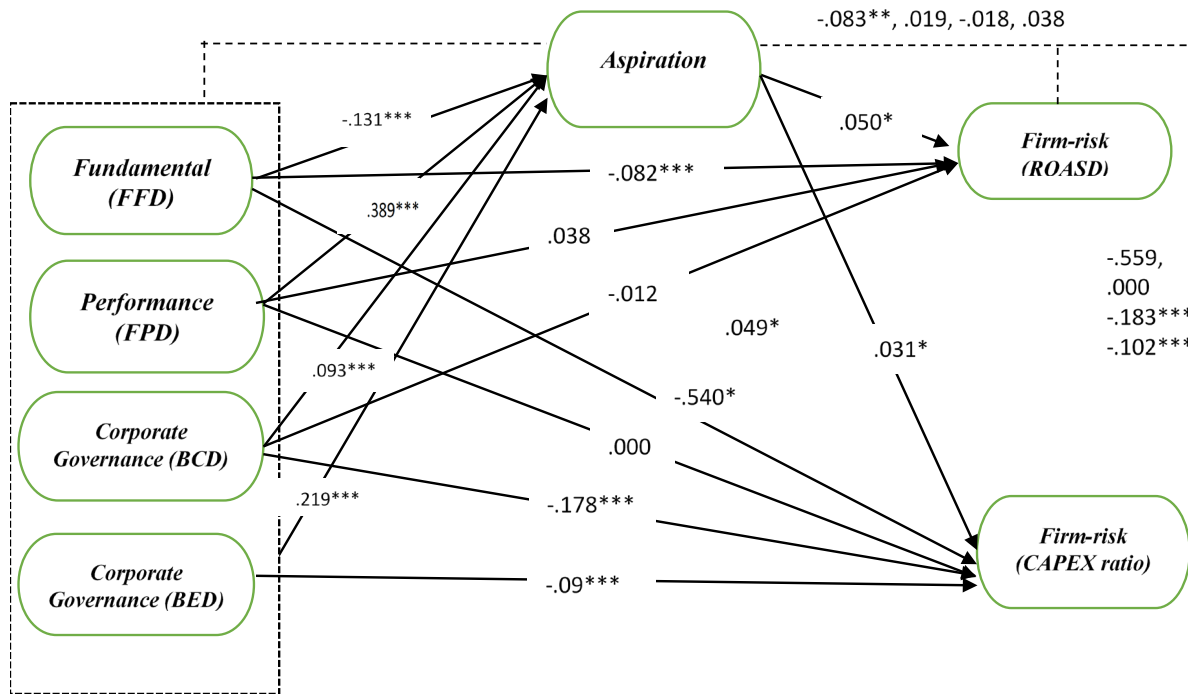 -.083**, .019, -.018, .038
Aspiration
-.131***
.050*
Fundamental
(FFD)
Firm-risk
(ROASD)
-.082***
.389***
.038
-.559,
.000
-.183***
-.102***
Performance
(FPD)
-.012
.049*
.031*
.093***
-.540*
Corporate
Governance (BCD)
.000
.219***
-.178***
Firm-risk
(CAPEX ratio)
Corporate
Governance (BED)
-.09***